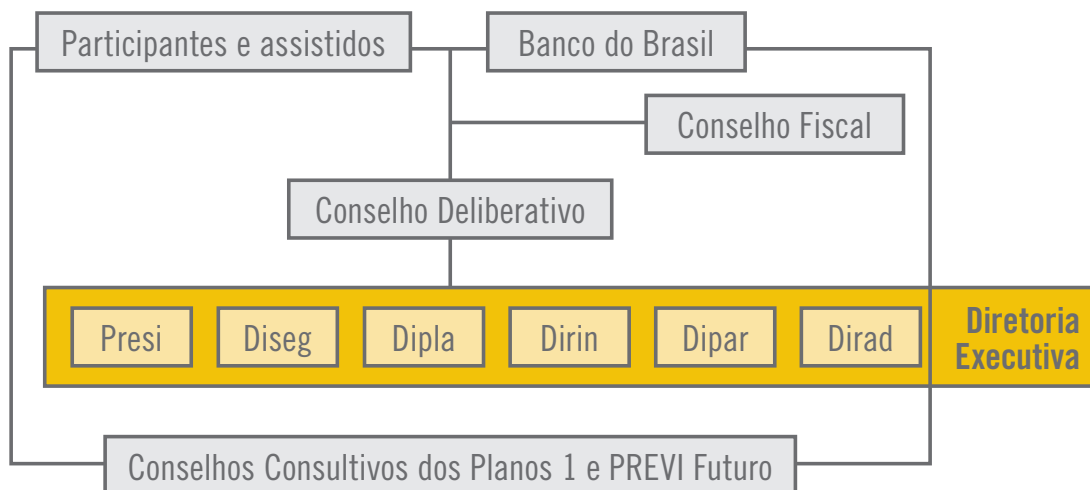 Participantes e assistidos
Banco do Brasil
Conselho Fiscal
Conselho Deliberativo
Presi
Diseg
Dipla
Dirin
Dipar
Dirad
Diretoria
Executiva
Conselhos Consultivos dos Planos 1 e PREVI Futuro